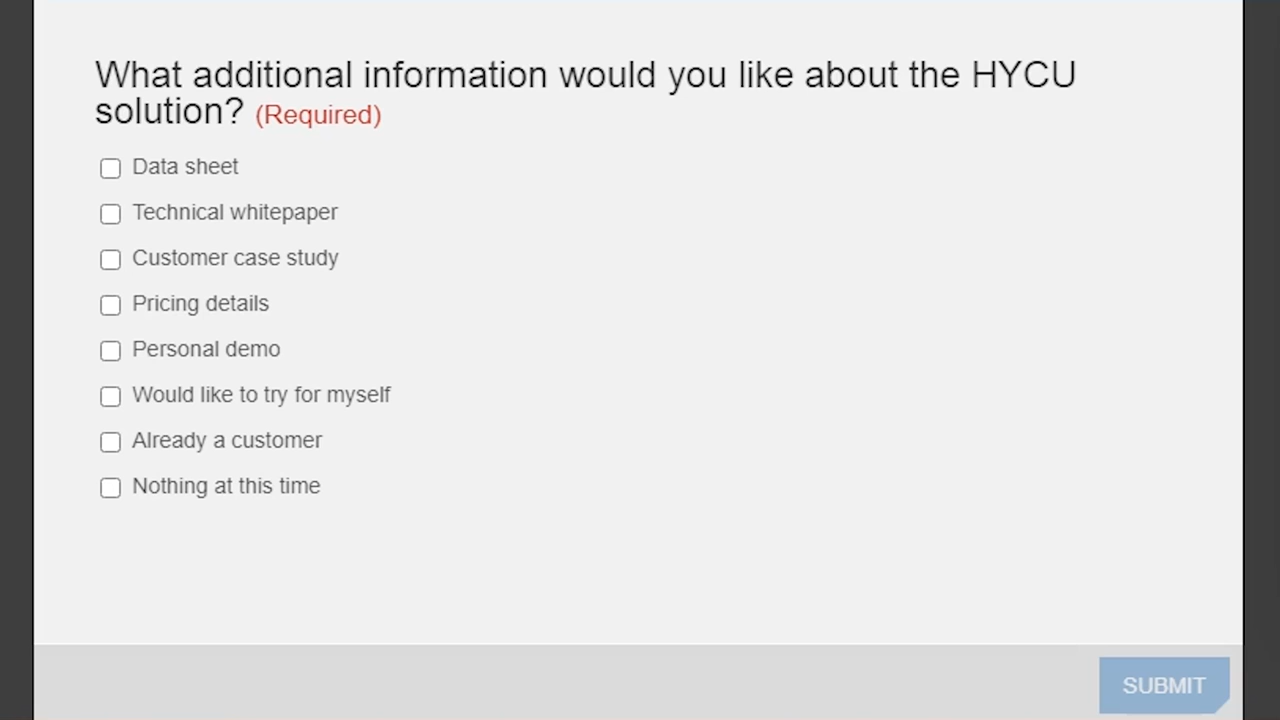 What additional information would you like about the HYCU
solution? (Required)
Data sheet
Technical whitepaper
Customer case study
Pricing details
Personal demo
Would like to try for myself
Already a customer
Nothing at this time
SUBMIT